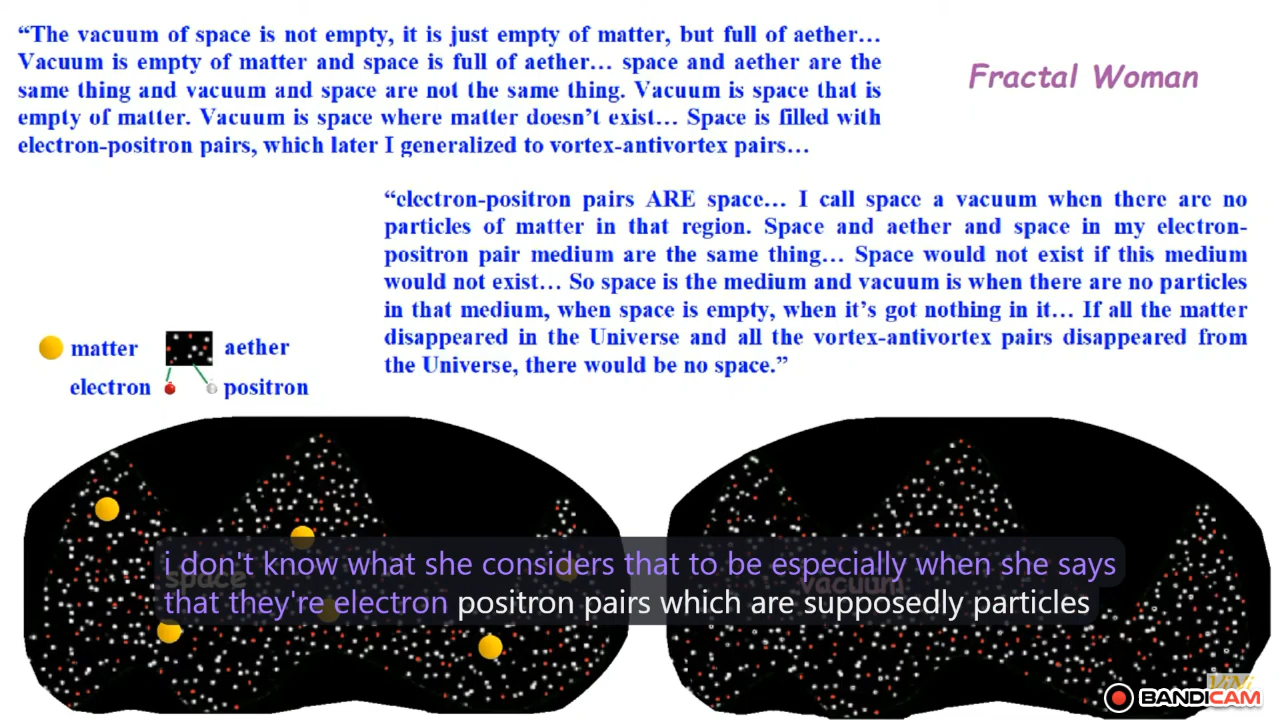 “The vacuum of space is not empty, it is just empty of matter, but full of aether…
Vacuum is empty of matter and space is full of aether… space and aether are the
same thing and vacuum and space are not the same thing. Vacuum is space that is
empty of matter. Vacuum is space where matter doesn’t exist… Space is filled with
electron-positron pairs, which later I generalized to vortex-antivortex pairs…
Fractal Woman
“electron-positron pairs ARE space… I call space a vacuum when there are no
particles of matter in that region. Space and aether and space in my electron-
positron pair medium are the same thing… Space would not exist if this medium
would not exist… So space is the medium and vacuum is when there are no particles
in that medium, when space is empty, when it’s got nothing in it… If all the matter
disappeared in the Universe and all the vortex-antivortex pairs disappeared from
the Universe, there would be no space.”
matter aether
electron positron
space
vacuum
i don't know what she considers that to be especially when she says
that they're electron positron pairs which are supposedly particles
ViNi
BANDICAM